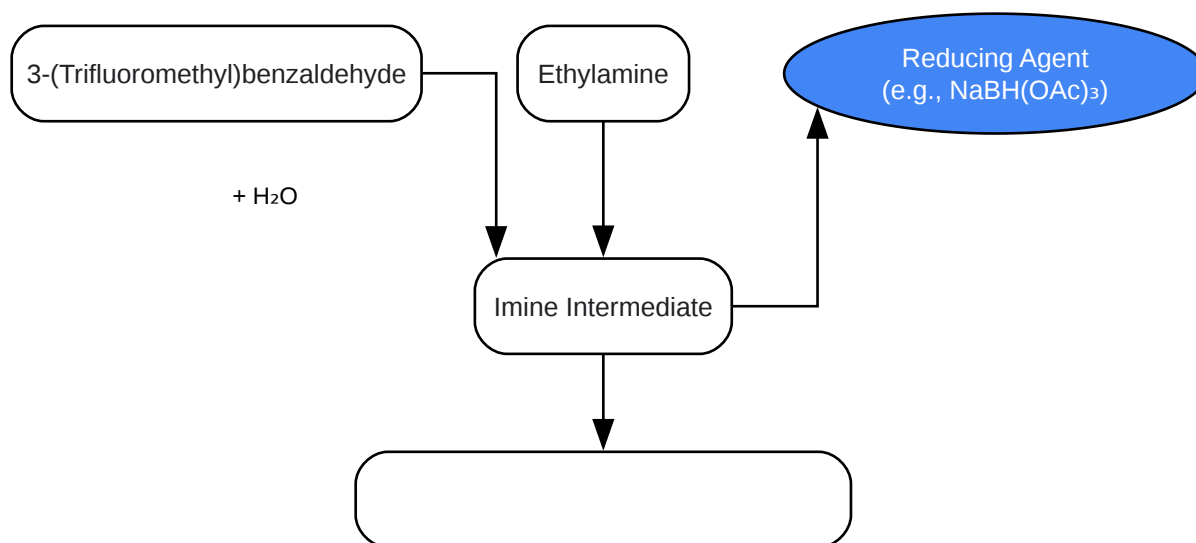 3-(Trifluoromethyl)benzaldehyde
Ethylamine
Reducing Agent
(e.g., NaBH(OAc)₃)
+ H₂O
Imine Intermediate